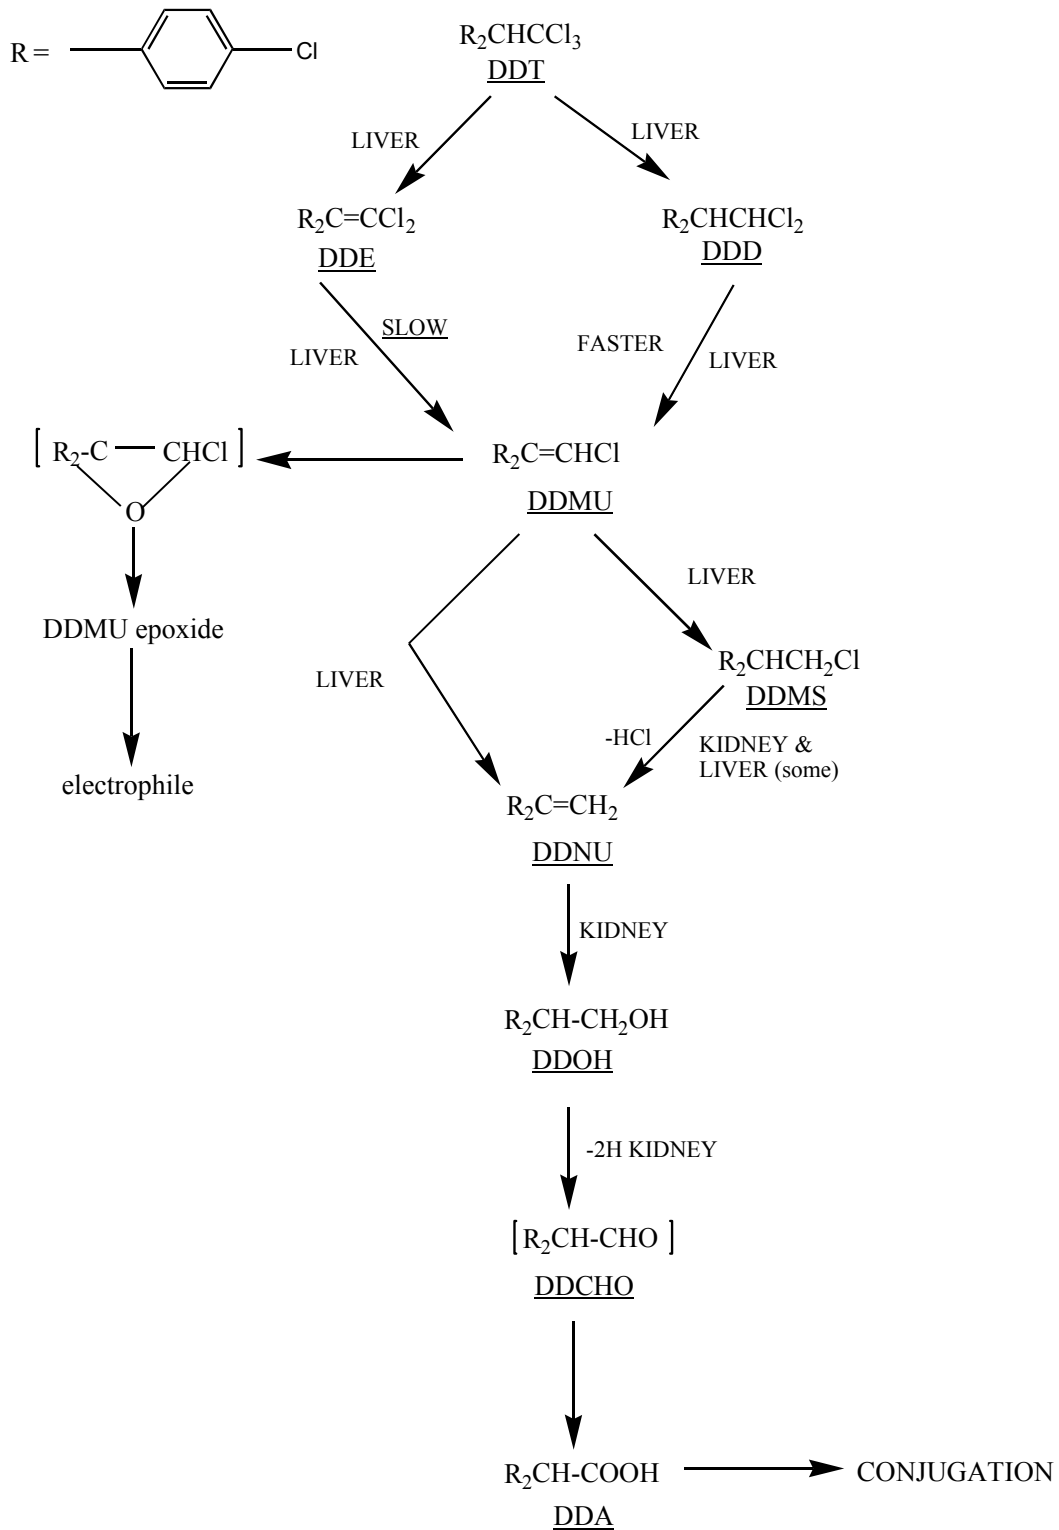 R = Cl
R₂CHCCl₃
DDT
LIVER
LIVER
R₂C=CCl₂
DDE
R₂CHCHCl₂
DDD
SLOW
LIVER
FASTER
LIVER
[ R₂-C CHCl ]
O
R₂C=CHCl
DDMU
DDMU epoxide
electrophile
LIVER
LIVER
R₂CHCH₂Cl
DDMS
-HCl
KIDNEY &
LIVER (some)
R₂C=CH₂
DDNU
KIDNEY
R₂CH-CH₂OH
DDOH
-2H KIDNEY
[R₂CH-CHO ]
DDCHO
R₂CH-COOH
DDA
CONJUGATION